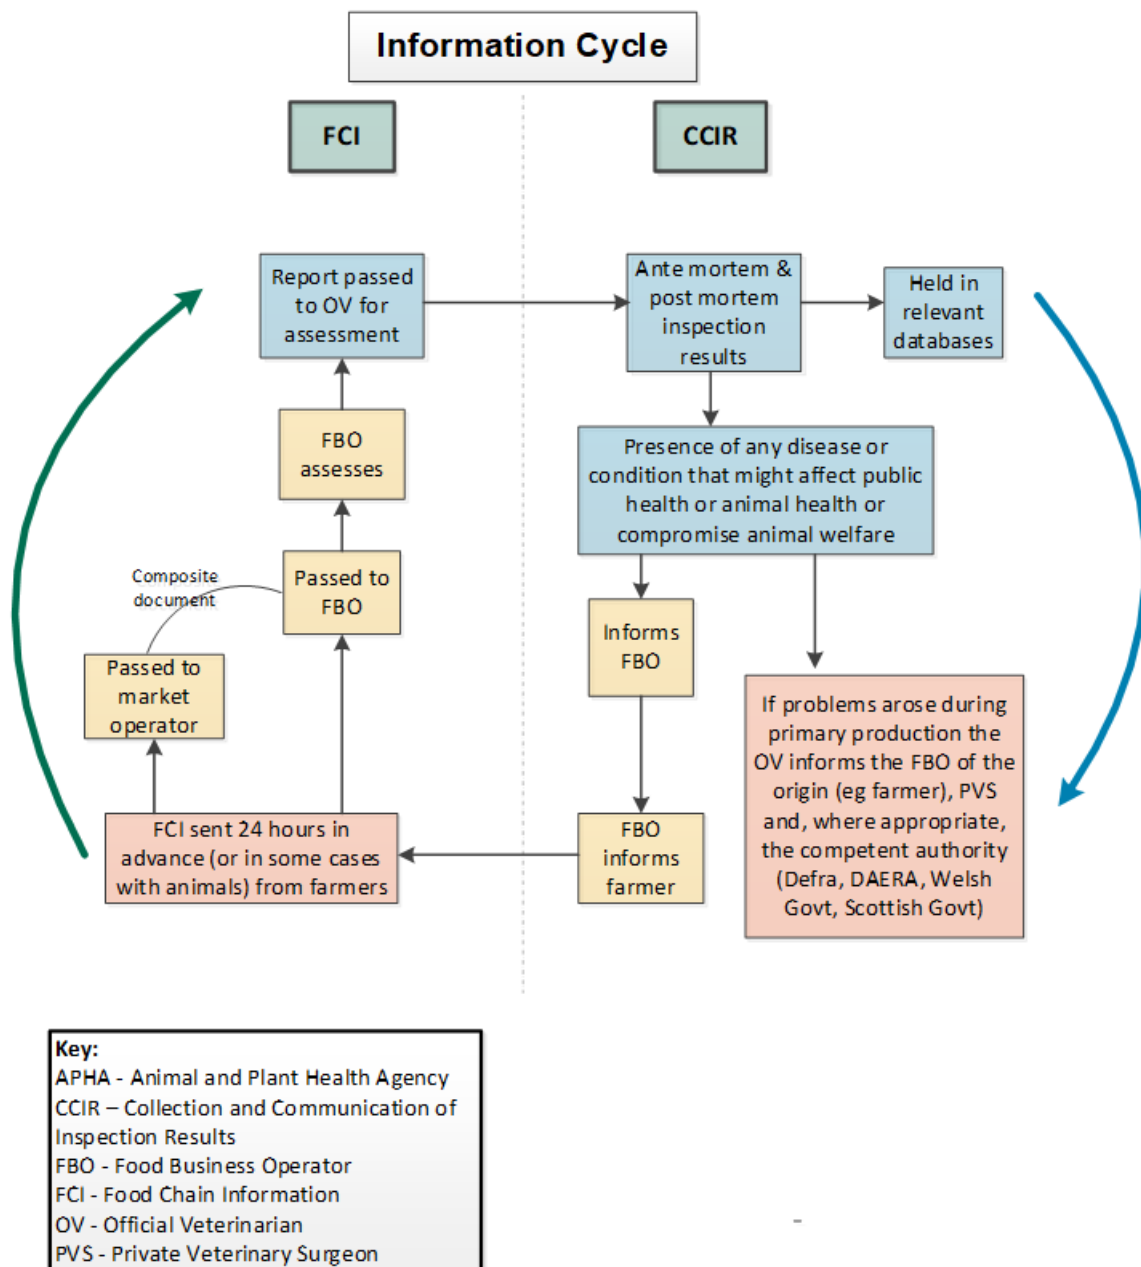 Information Cycle
FCI
CCIR
Report passed
to OV for
assessment
FBO
assesses
Passed to
FBO
Composite
document
Passed to
market
operator
FCI sent 24 hours in
advance (or in some cases
with animals) from farmers
Ante mortem &
post mortem
inspection
results
Held in
relevant
databases
Presence of any disease or
condition that might affect public
health or animal health or
compromise animal welfare
Informs
FBO
FBO
informs
farmer
If problems arose during
primary production the
OV informs the FBO of the
origin (eg farmer), PVS
and, where appropriate,
the competent authority
(Defra, DAERA, Welsh
Govt, Scottish Govt)
Key:
APHA - Animal and Plant Health Agency
CCIR – Collection and Communication of
Inspection Results
FBO - Food Business Operator
FCI - Food Chain Information
OV - Official Veterinarian
PVS - Private Veterinary Surgeon